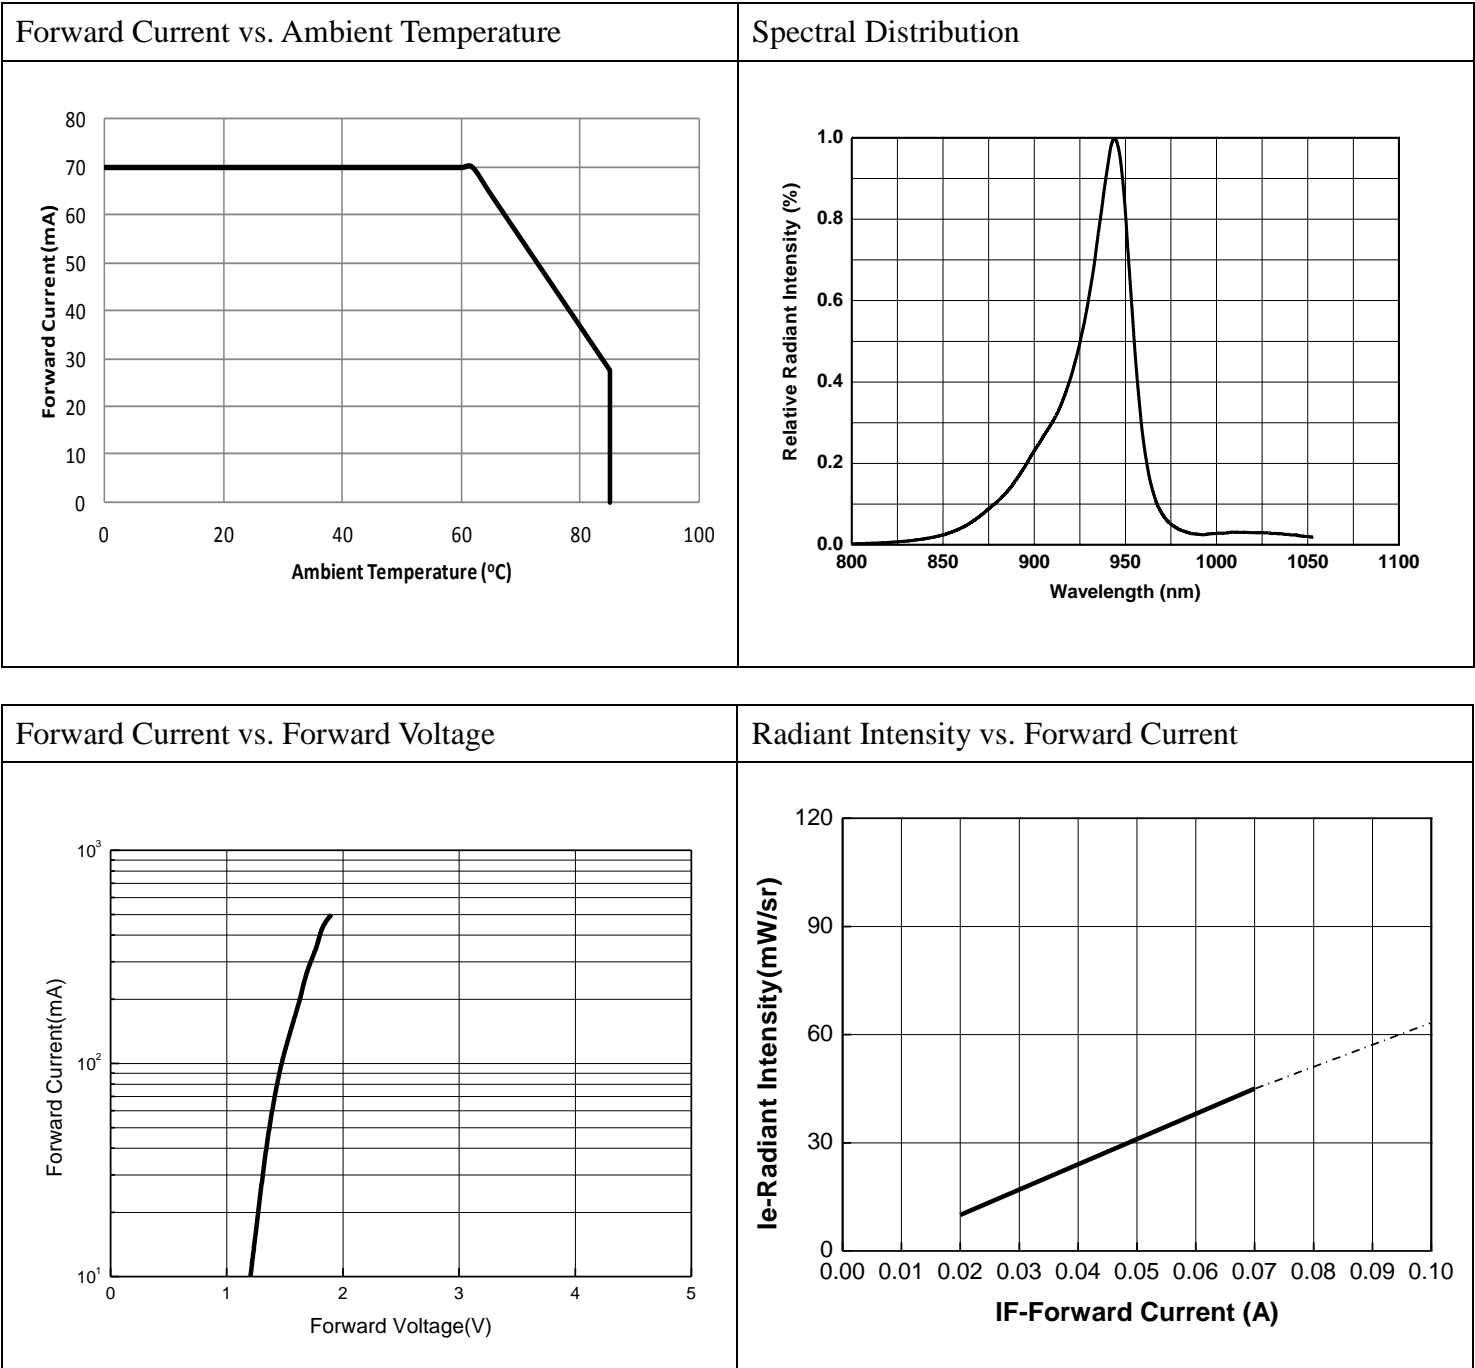 Forward Current vs. Ambient Temperature
Spectral Distribution
80
70
60
50
40
30
20
10
0
Forward Current(mA)
0 20 40 60 80 100
Ambient Temperature (ºC)
1.0
0.8
0.6
0.4
0.2
0.0
Relative Radiant Intensity (%)
800 850 900 950 1000 1050 1100
Wavelength (nm)
Forward Current vs. Forward Voltage
Radiant Intensity vs. Forward Current
10³
10²
10¹
Forward Current(mA)
0 1 2 3 4 5
Forward Voltage(V)
120
90
60
30
0
Ie-Radiant Intensity(mW/sr)
0.00 0.01 0.02 0.03 0.04 0.05 0.06 0.07 0.08 0.09 0.10
IF-Forward Current (A)